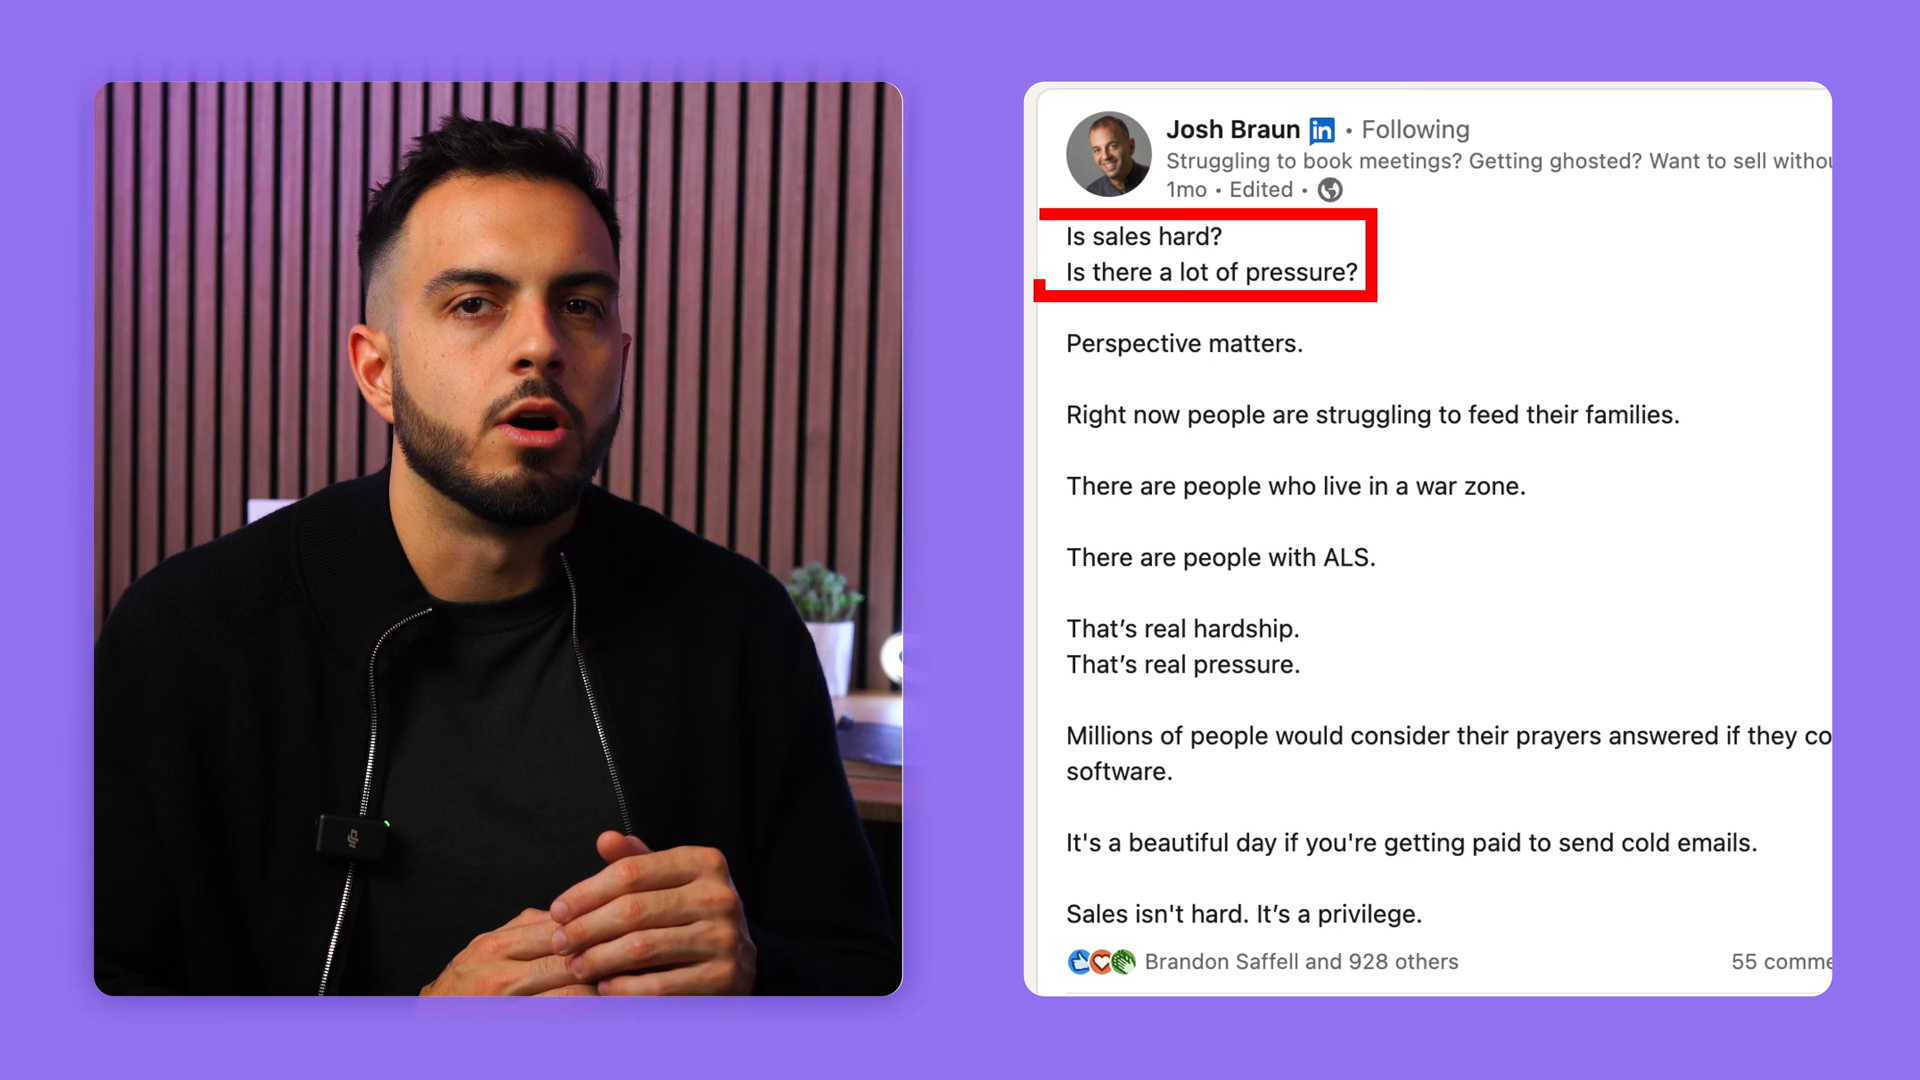 Josh Braun in • Following
Struggling to book meetings? Getting ghosted? Want to sell
1mo • Edited •
Is sales hard?
Is there a lot of pressure?
Perspective matters.
Right now people are struggling to feed their families.
There are people who live in a war zone.
There are people with ALS.
That’s real hardship.
That’s real pressure.
Millions of people would consider their prayers answered if they
software.
It's a beautiful day if you're getting paid to send cold emails.
Sales isn't hard. It’s a privilege.
Brandon Saffell and 928 others
55
dji